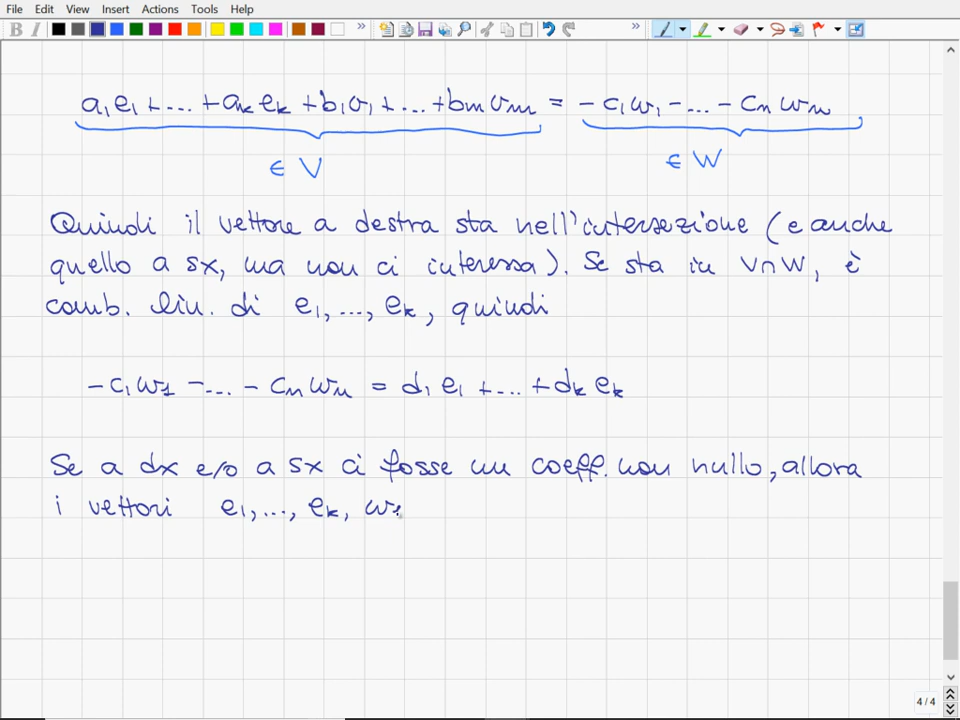 File Edit View Insert Actions Tools Help
a₁e₁ + ... + aₖeₖ + b₁v₁ + ... + bₘvₘ = -c₁w₁ - ... - cₙwₙ
∈ V ∈ W
Quindi il vettore a destra sta nell'intersezione (e anche
quello a sx, ma non ci interessa). Se sta in V∩W, è
comb. lin. di e₁, ..., eₖ, quindi
-c₁w₁ - ... - cₙwₙ = d₁e₁ + ... + dₖeₖ
Se a dx e/o a sx ci fosse un coeff. non nullo, allora
i vettori e₁, ..., eₖ, w₁
4 / 4